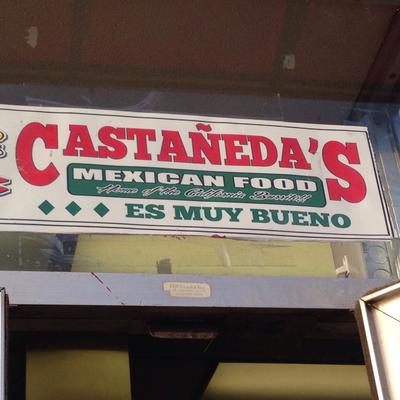 CASTAÑEDA'S
MEXICAN FOOD
Home of the California Burrito!!
ES MUY BUENO